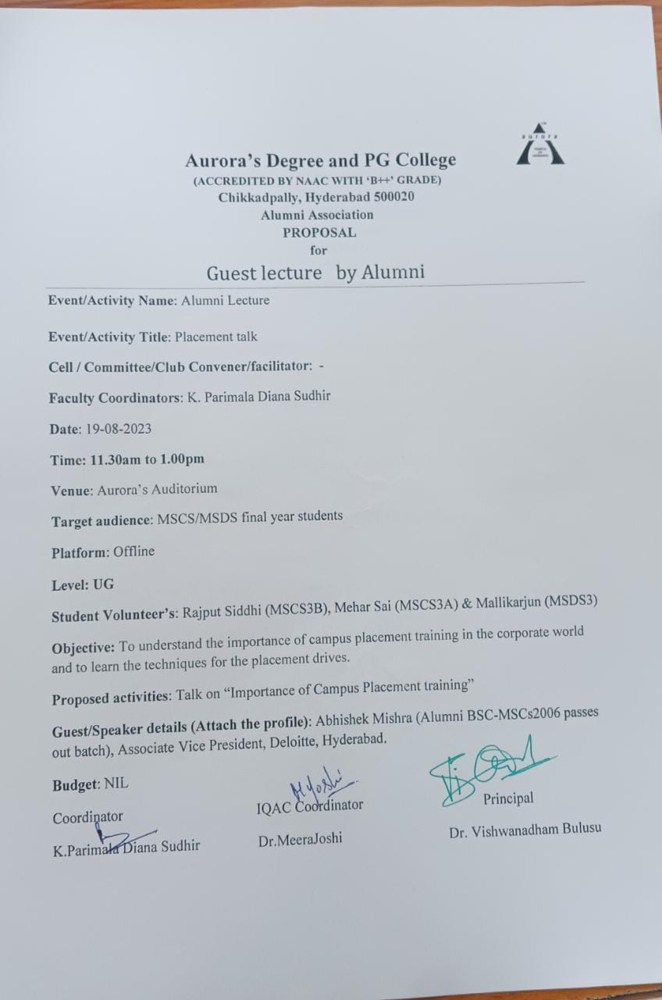 aurora
Aurora's Degree and PG College
(ACCREDITED BY NAAC WITH 'B++' GRADE)
Chikkadpally, Hyderabad 500020
Alumni Association
PROPOSAL
for
Guest lecture by Alumni
Event/Activity Name: Alumni Lecture
Event/Activity Title: Placement talk
Cell / Committee/Club Convener/facilitator: -
Faculty Coordinators: K. Parimala Diana Sudhir
Date: 19-08-2023
Time: 11.30am to 1.00pm
Venue: Aurora's Auditorium
Target audience: MSCS/MSDS final year students
Platform: Offline
Level: UG
Student Volunteer's: Rajput Siddhi (MSCS3B), Mehar Sai (MSCS3A) & Mallikarjun (MSDS3)
Objective: To understand the importance of campus placement training in the corporate world
and to learn the techniques for the placement drives.
Proposed activities: Talk on “Importance of Campus Placement training”
Guest/Speaker details (Attach the profile): Abhishek Mishra (Alumni BSC-MSCs2006 passes
out batch), Associate Vice President, Deloitte, Hyderabad.
Budget: NIL
MJoshi
Coordinator IQAC Coordinator Principal
K.Parimala Diana Sudhir Dr.MeeraJoshi Dr. Vishwanadham Bulusu